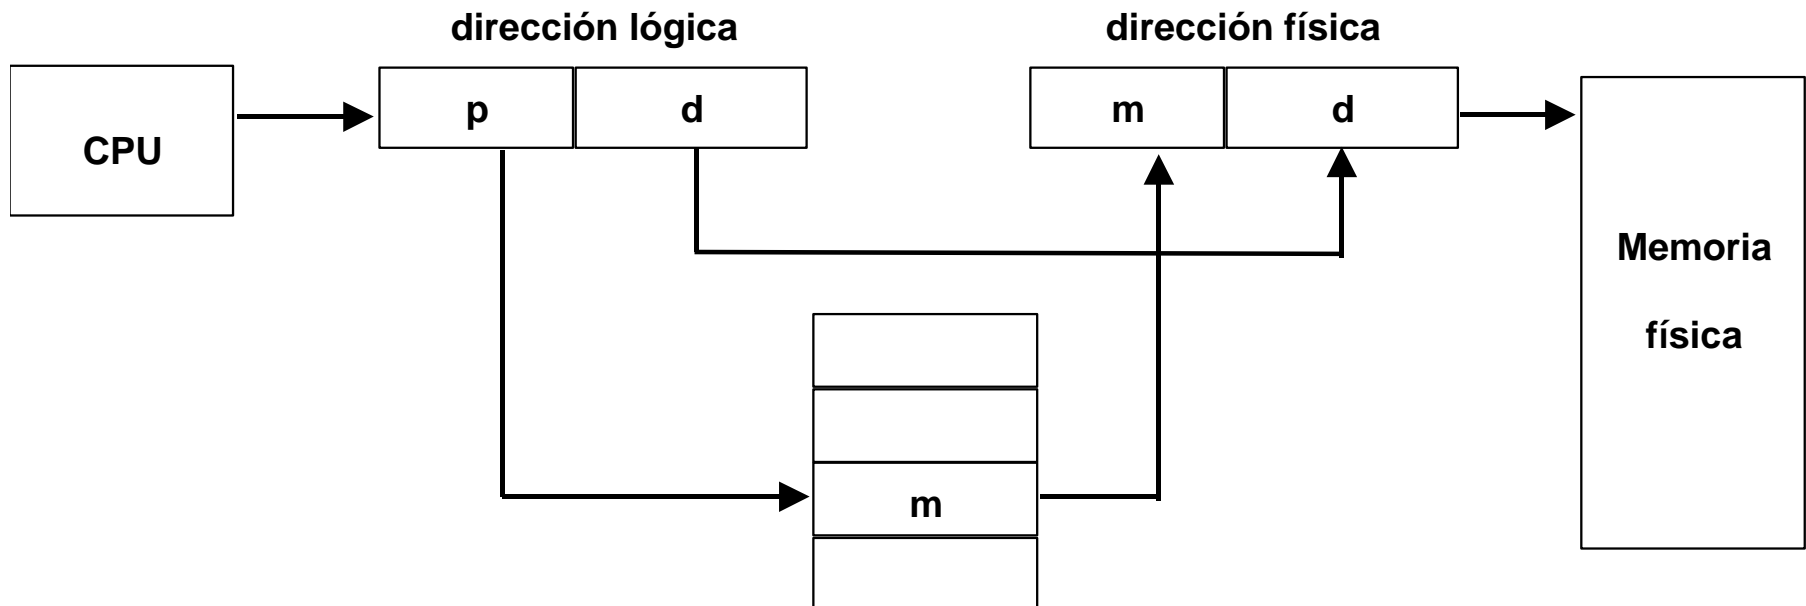 dirección lógica
dirección física
CPU
p
d
m
d
Memoria
física
m